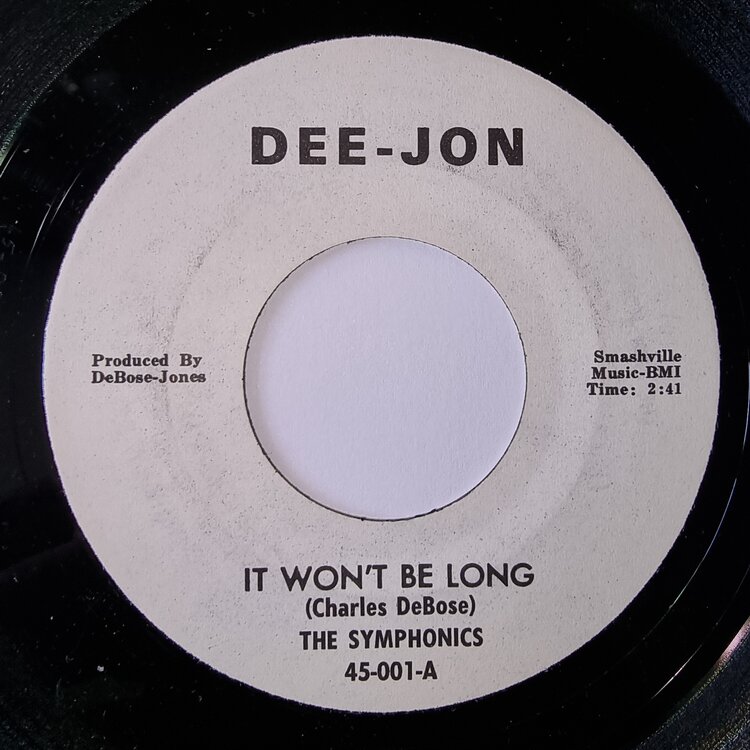 DEE-JON
Produced By
DeBose-Jones
Smashville
Music-BMI
Time: 2:41
IT WON'T BE LONG
(Charles DeBose)
THE SYMPHONICS
45-001-A